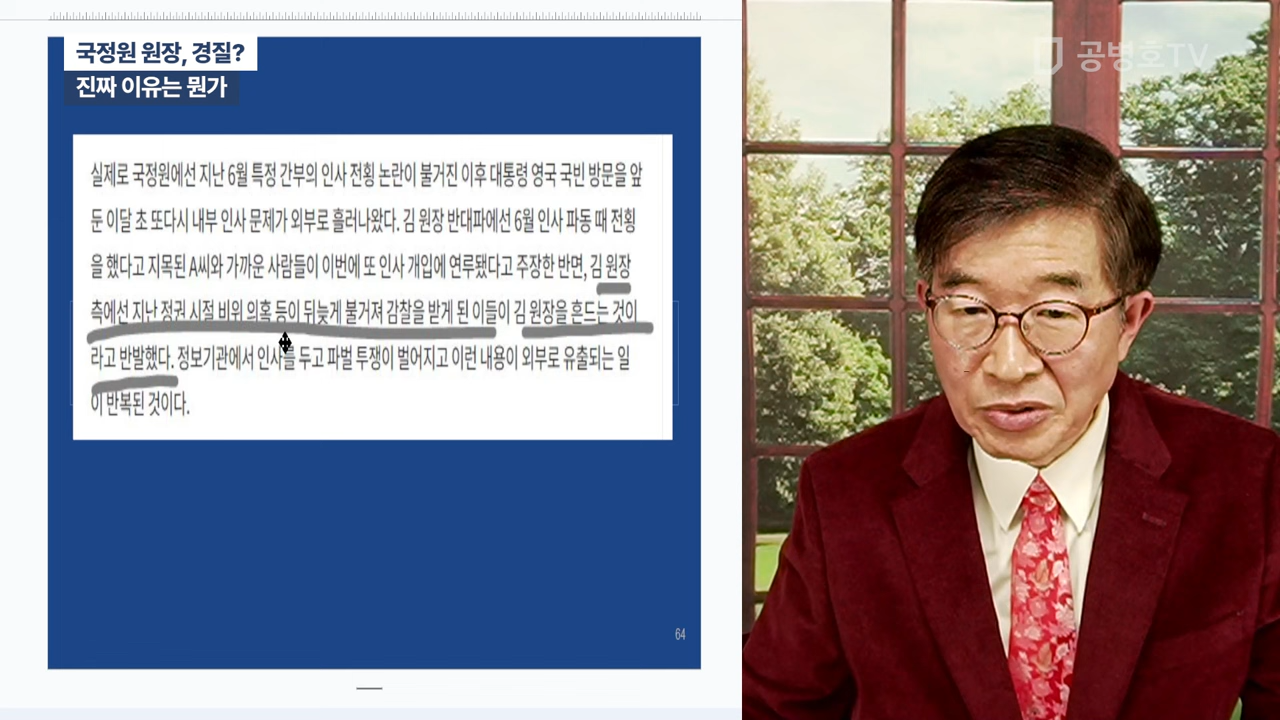 국정원 원장, 경질?
진짜 이유는 뭔가
실제로 국정원에선 지난 6월 특정 간부의 인사 전횡 논란이 불거진 이후 대통령 영국 국빈 방문을 앞
둔 이달 초 또다시 내부 인사 문제가 외부로 흘러나왔다. 김 원장 반대파에선 6월 인사 파동 때 전횡
을 했다고 지목된 A씨와 가까운 사람들이 이번에 또 인사 개입에 연루됐다고 주장한 반면, 김 원장
측에선 지난 정권 시절 비위 의혹 등이 뒤늦게 불거져 감찰을 받게 된 이들이 김 원장을 흔드는 것이
라고 반발했다. 정보기관에서 인사를 두고 파벌 투쟁이 벌어지고 이런 내용이 외부로 유출되는 일
이 반복된 것이다.
64
공병호TV